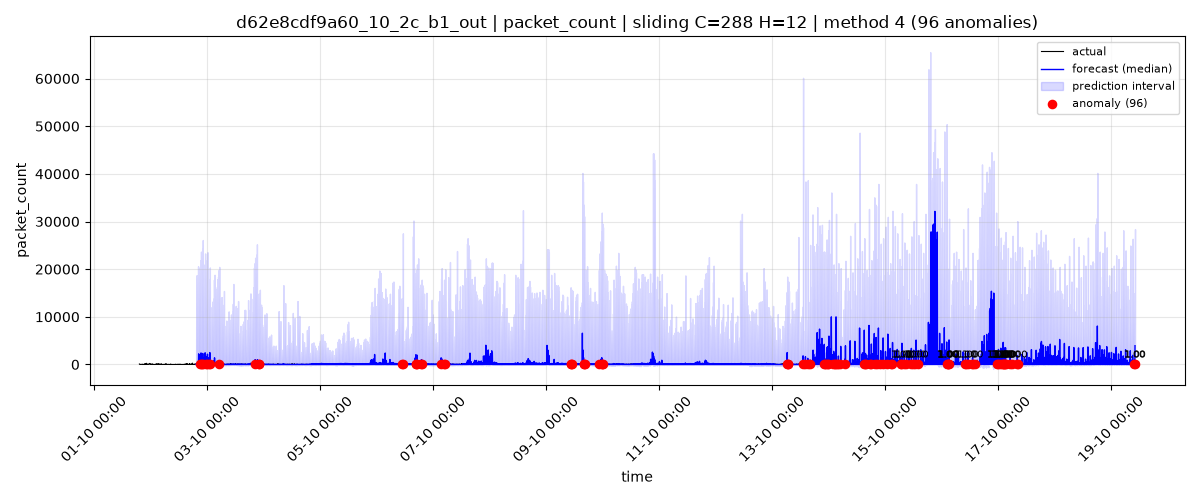 d62e8cdf9a60_10_2c_b1_out | packet_count | sliding C=288 H=12 | method 4 (96 anomalies)
actual
forecast (median)
prediction interval
anomaly (96)
packet_count
60000
50000
40000
30000
20000
10000
0
1.00
01-10 00:00
03-10 00:00
05-10 00:00
07-10 00:00
09-10 00:00
11-10 00:00
13-10 00:00
15-10 00:00
17-10 00:00
19-10 00:00
time